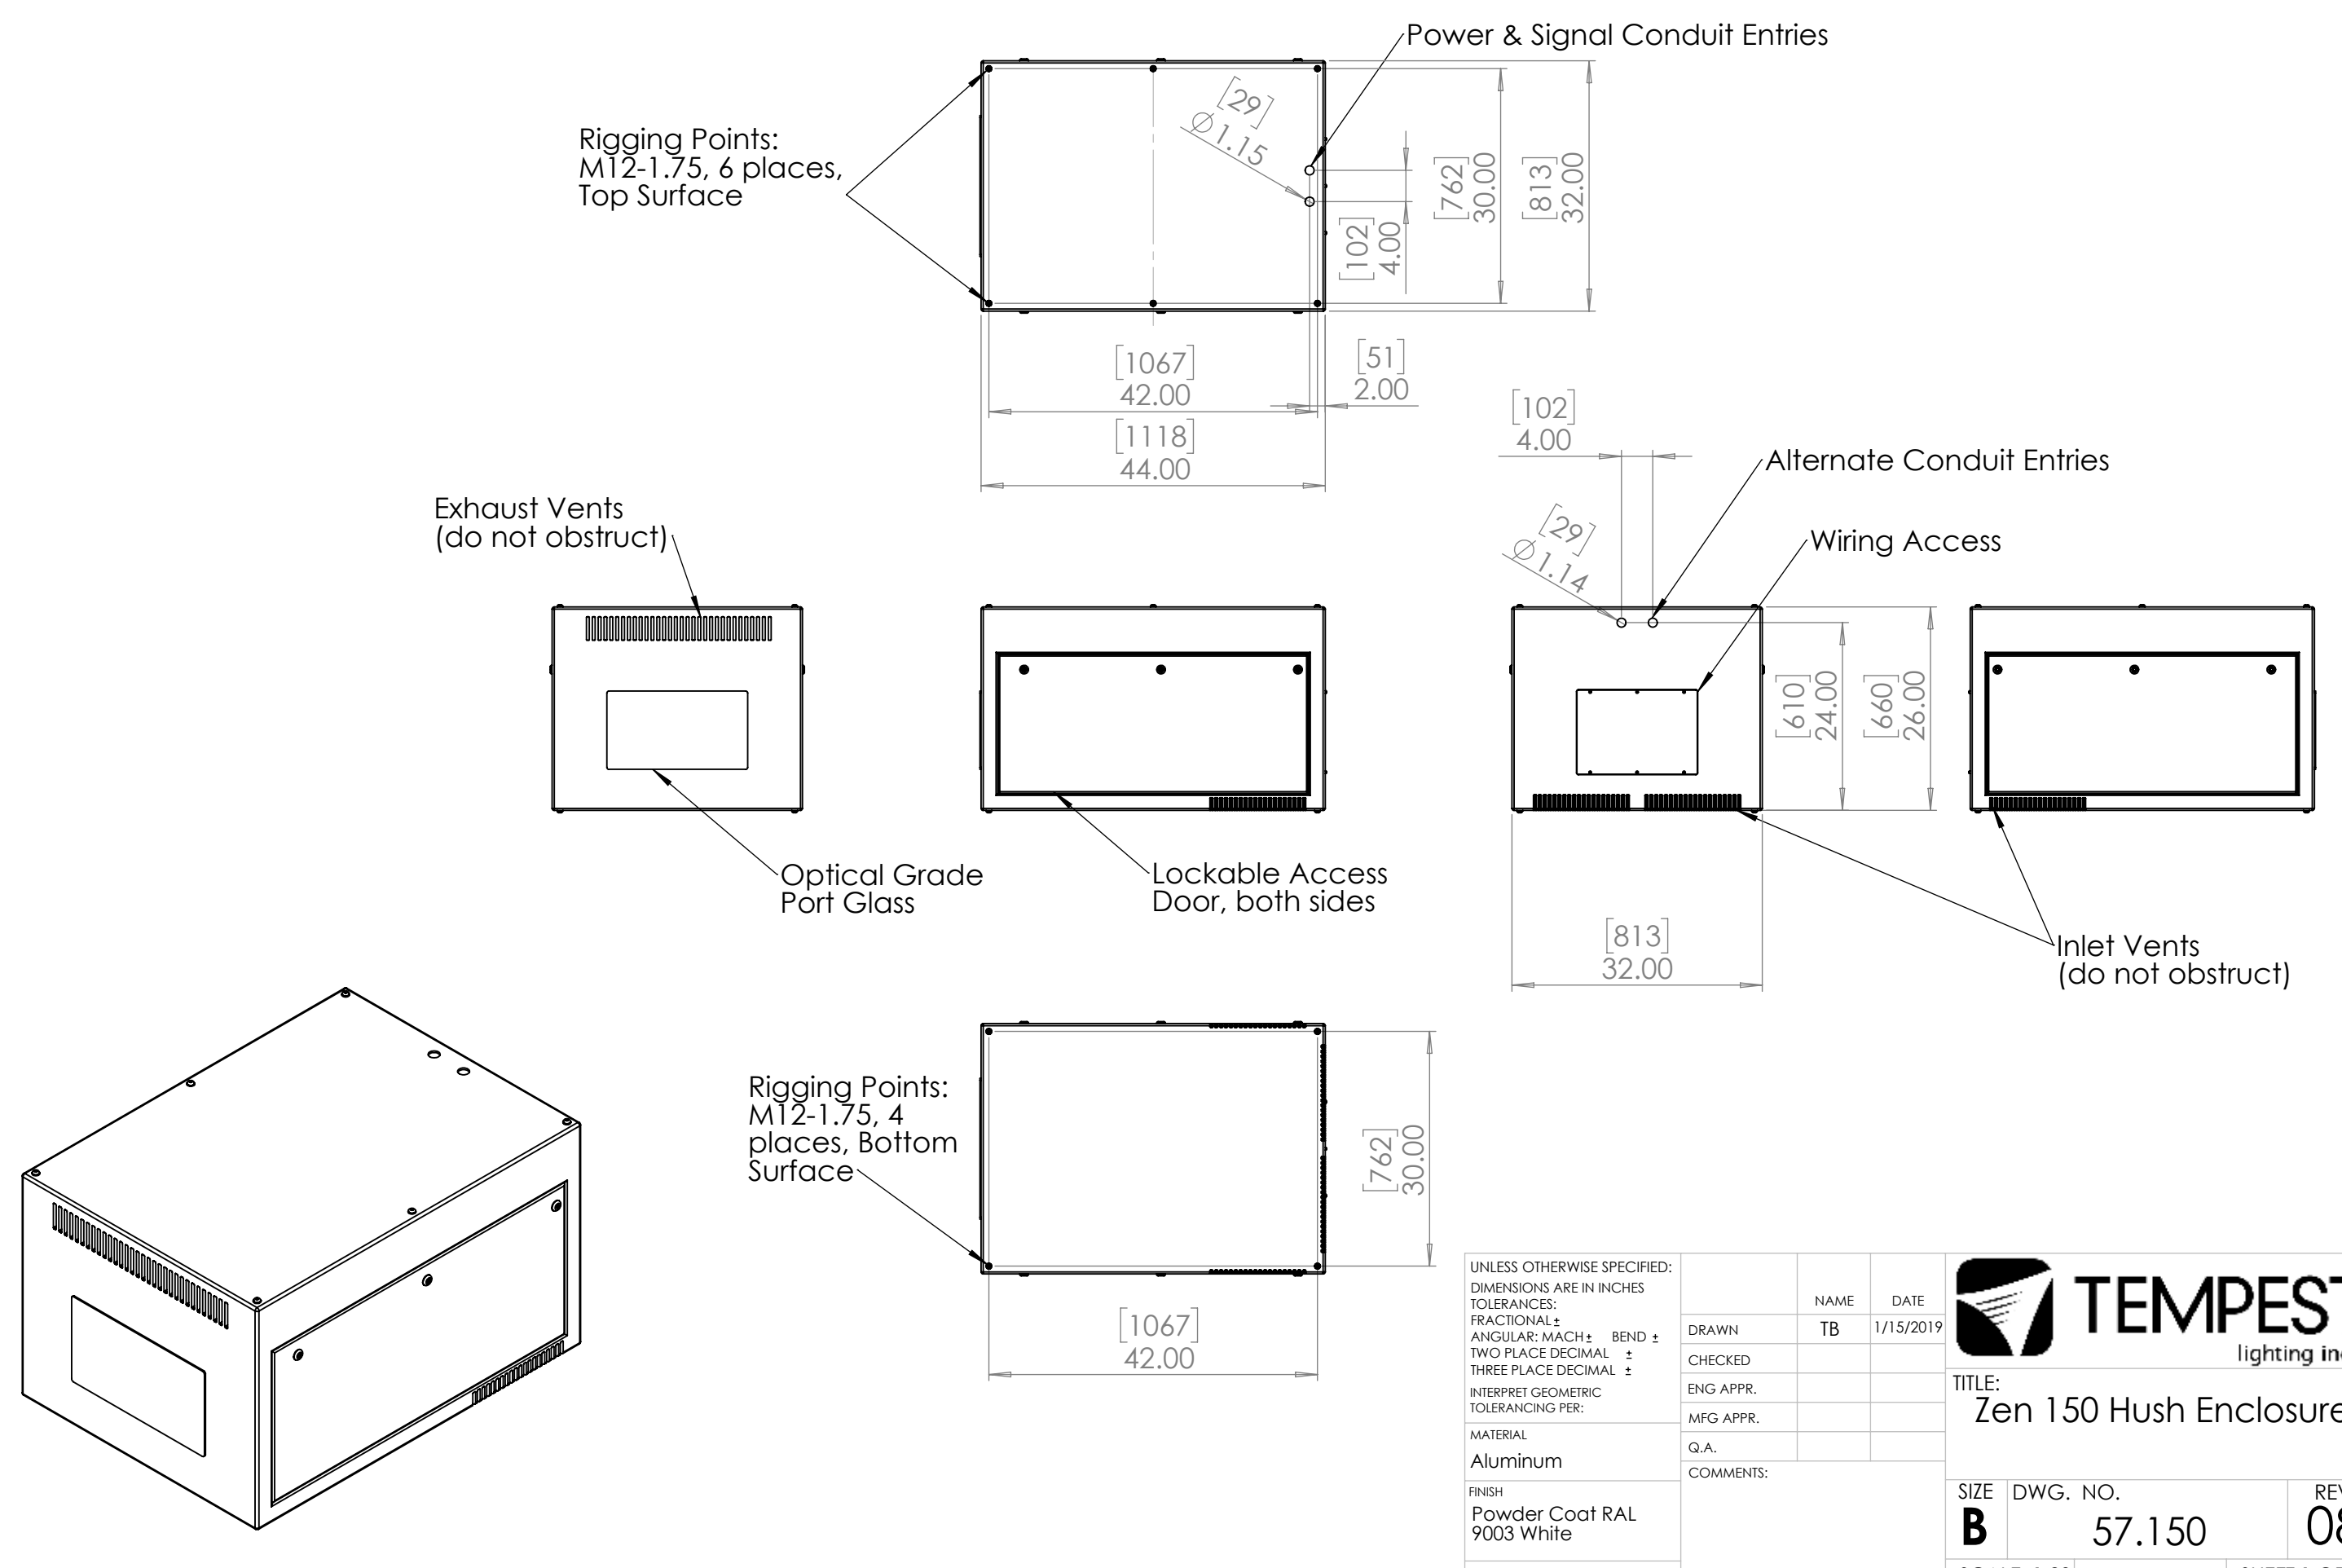 Power & Signal Conduit Entries
Rigging Points:
M12-1.75, 6 places,
Top Surface
[29]
Ø1.15
[102]
4.00
[762]
30.00
[813]
32.00
[1067]
42.00
[51]
2.00
[1118]
44.00
[102]
4.00
Alternate Conduit Entries
Exhaust Vents
(do not obstruct)
[29]
Ø1.14
Wiring Access
[610]
24.00
[660]
26.00
Optical Grade
Port Glass
Lockable Access
Door, both sides
[813]
32.00
Inlet Vents
(do not obstruct)
Rigging Points:
M12-1.75, 4
places, Bottom
Surface
[762]
30.00
[1067]
42.00
UNLESS OTHERWISE SPECIFIED:
DIMENSIONS ARE IN INCHES
TOLERANCES:
FRACTIONAL±
ANGULAR: MACH± BEND ±
TWO PLACE DECIMAL ±
THREE PLACE DECIMAL ±
INTERPRET GEOMETRIC
TOLERANCING PER:
MATERIAL
Aluminum
FINISH
Powder Coat RAL
9003 White
NAME DATE
DRAWN TB 1/15/2019
CHECKED
ENG APPR.
MFG APPR.
Q.A.
COMMENTS:
TEMPEST
lighting
TITLE:
Zen 150 Hush Enclosure
SIZE DWG. NO. REV
B 57.150